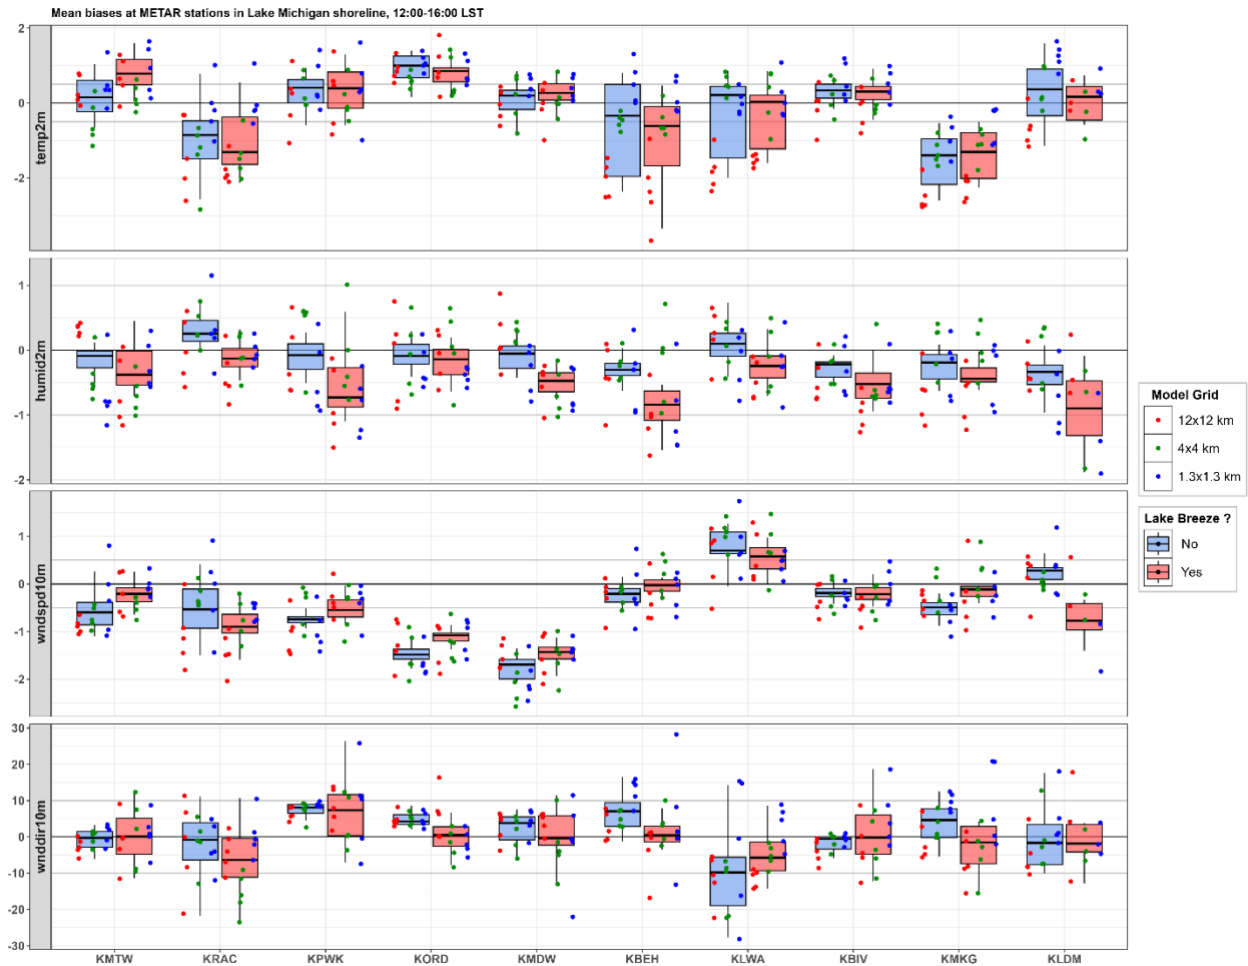 Mean biases at METAR stations in Lake Michigan shoreline, 12:00-16:00 LST
temp2m
2
0
-2
humid2m
1
0
-1
-2
wndspd10m
1
0
-1
-2
wnddir10m
30
20
10
0
-10
-20
-30
KMTW KRAC KPWK KORD KMDW KBEH KLWA KBIV KMKG KLDM
Model Grid
12x12 km
4x4 km
1.3x1.3 km
Lake Breeze ?
No
Yes